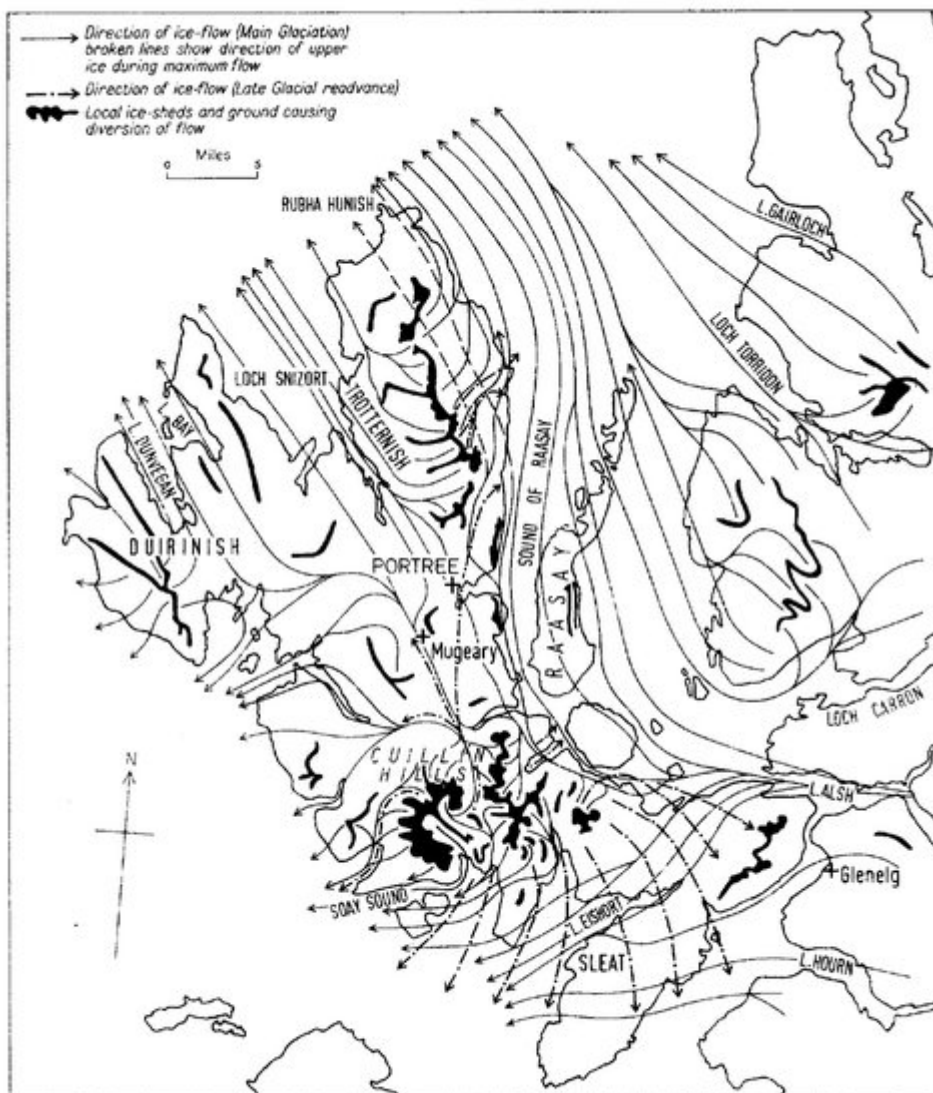 Direction of ice-flow (Main Glaciation)
broken lines show direction of upper
ice during maximum flow
Direction of ice-flow (Late Glacial readvance)
Local ice-sheds and ground causing
diversion of flow
Miles
0 5
RUBHA HUNISH
L. GAIRLOCH
LOCH TORRIDON
LOCH SNIZORT
TROTTERNISH
BAY
L. DUNVEGAN
SOUND OF RAASAY
DUIRINISH
PORTREE
RAASAY
Mugeary
LOCH CARRON
N
CUILLIN
HILLS
L. ALSH
Glenelg
SOAY SOUND
L. EISHORT
SLEAT
L. HOURN